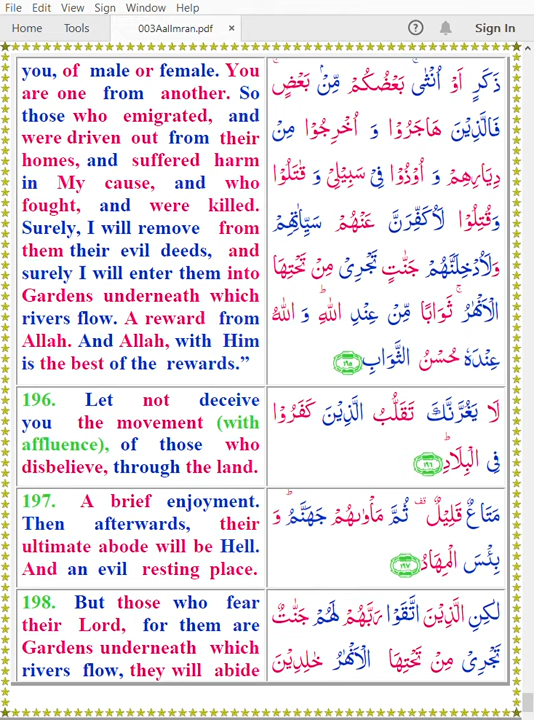 File Edit View Sign Window Help
Home Tools 003AalImran.pdf × Sign In
you, of male or female. You
are one from another. So
those who emigrated, and
were driven out from their
homes, and suffered harm
in My cause, and who
fought, and were killed.
Surely, I will remove from
them their evil deeds, and
surely I will enter them into
Gardens underneath which
rivers flow. A reward from
Allah. And Allah, with Him
is the best of the rewards.”
ذَكَرٍ اَوْ اُنْثٰىۚ بَعْضُكُمْ مِّنْۢ بَعْضٍۚ
فَالَّذِيْنَ هَاجَرُوْا وَ اُخْرِجُوْا مِنْ
دِيَارِهِمْ وَ اُوْذُوْا فِيْ سَبِيْلِيْ وَ قٰتَلُوْا
وَقُتِلُوْا لَاُكَفِّرَنَّ عَنْهُمْ سَيِّاٰتِهِمْ
وَلَاُدْخِلَنَّهُمْ جَنّٰتٍ تَجْرِيْ مِنْ تَحْتِهَا
الْاَنْهٰرُۚ ثَوَابًا مِّنْ عِنْدِ اللّٰهِؕ وَ اللّٰهُ
عِنْدَهٗ حُسْنُ الثَّوَابِ ۱۹۵
196. Let not deceive
you the movement (with
affluence), of those who
disbelieve, through the land.
لَا يَغُرَّنَّكَ تَقَلُّبُ الَّذِيْنَ كَفَرُوْا
فِى الْبِلَادِؕ ۱۹۶
197. A brief enjoyment.
Then afterwards, their
ultimate abode will be Hell.
And an evil resting place.
مَتَاعٌ قَلِيْلٌ ۟ ثُمَّ مَاْوٰىهُمْ جَهَنَّمُؕ وَ
بِئْسَ الْمِهَادُ ۱۹۷
198. But those who fear
their Lord, for them are
Gardens underneath which
rivers flow, they will abide
لٰكِنِ الَّذِيْنَ اتَّقَوْا رَبَّهُمْ لَهُمْ جَنّٰتٌ
تَجْرِيْ مِنْ تَحْتِهَا الْاَنْهٰرُ خٰلِدِيْنَ